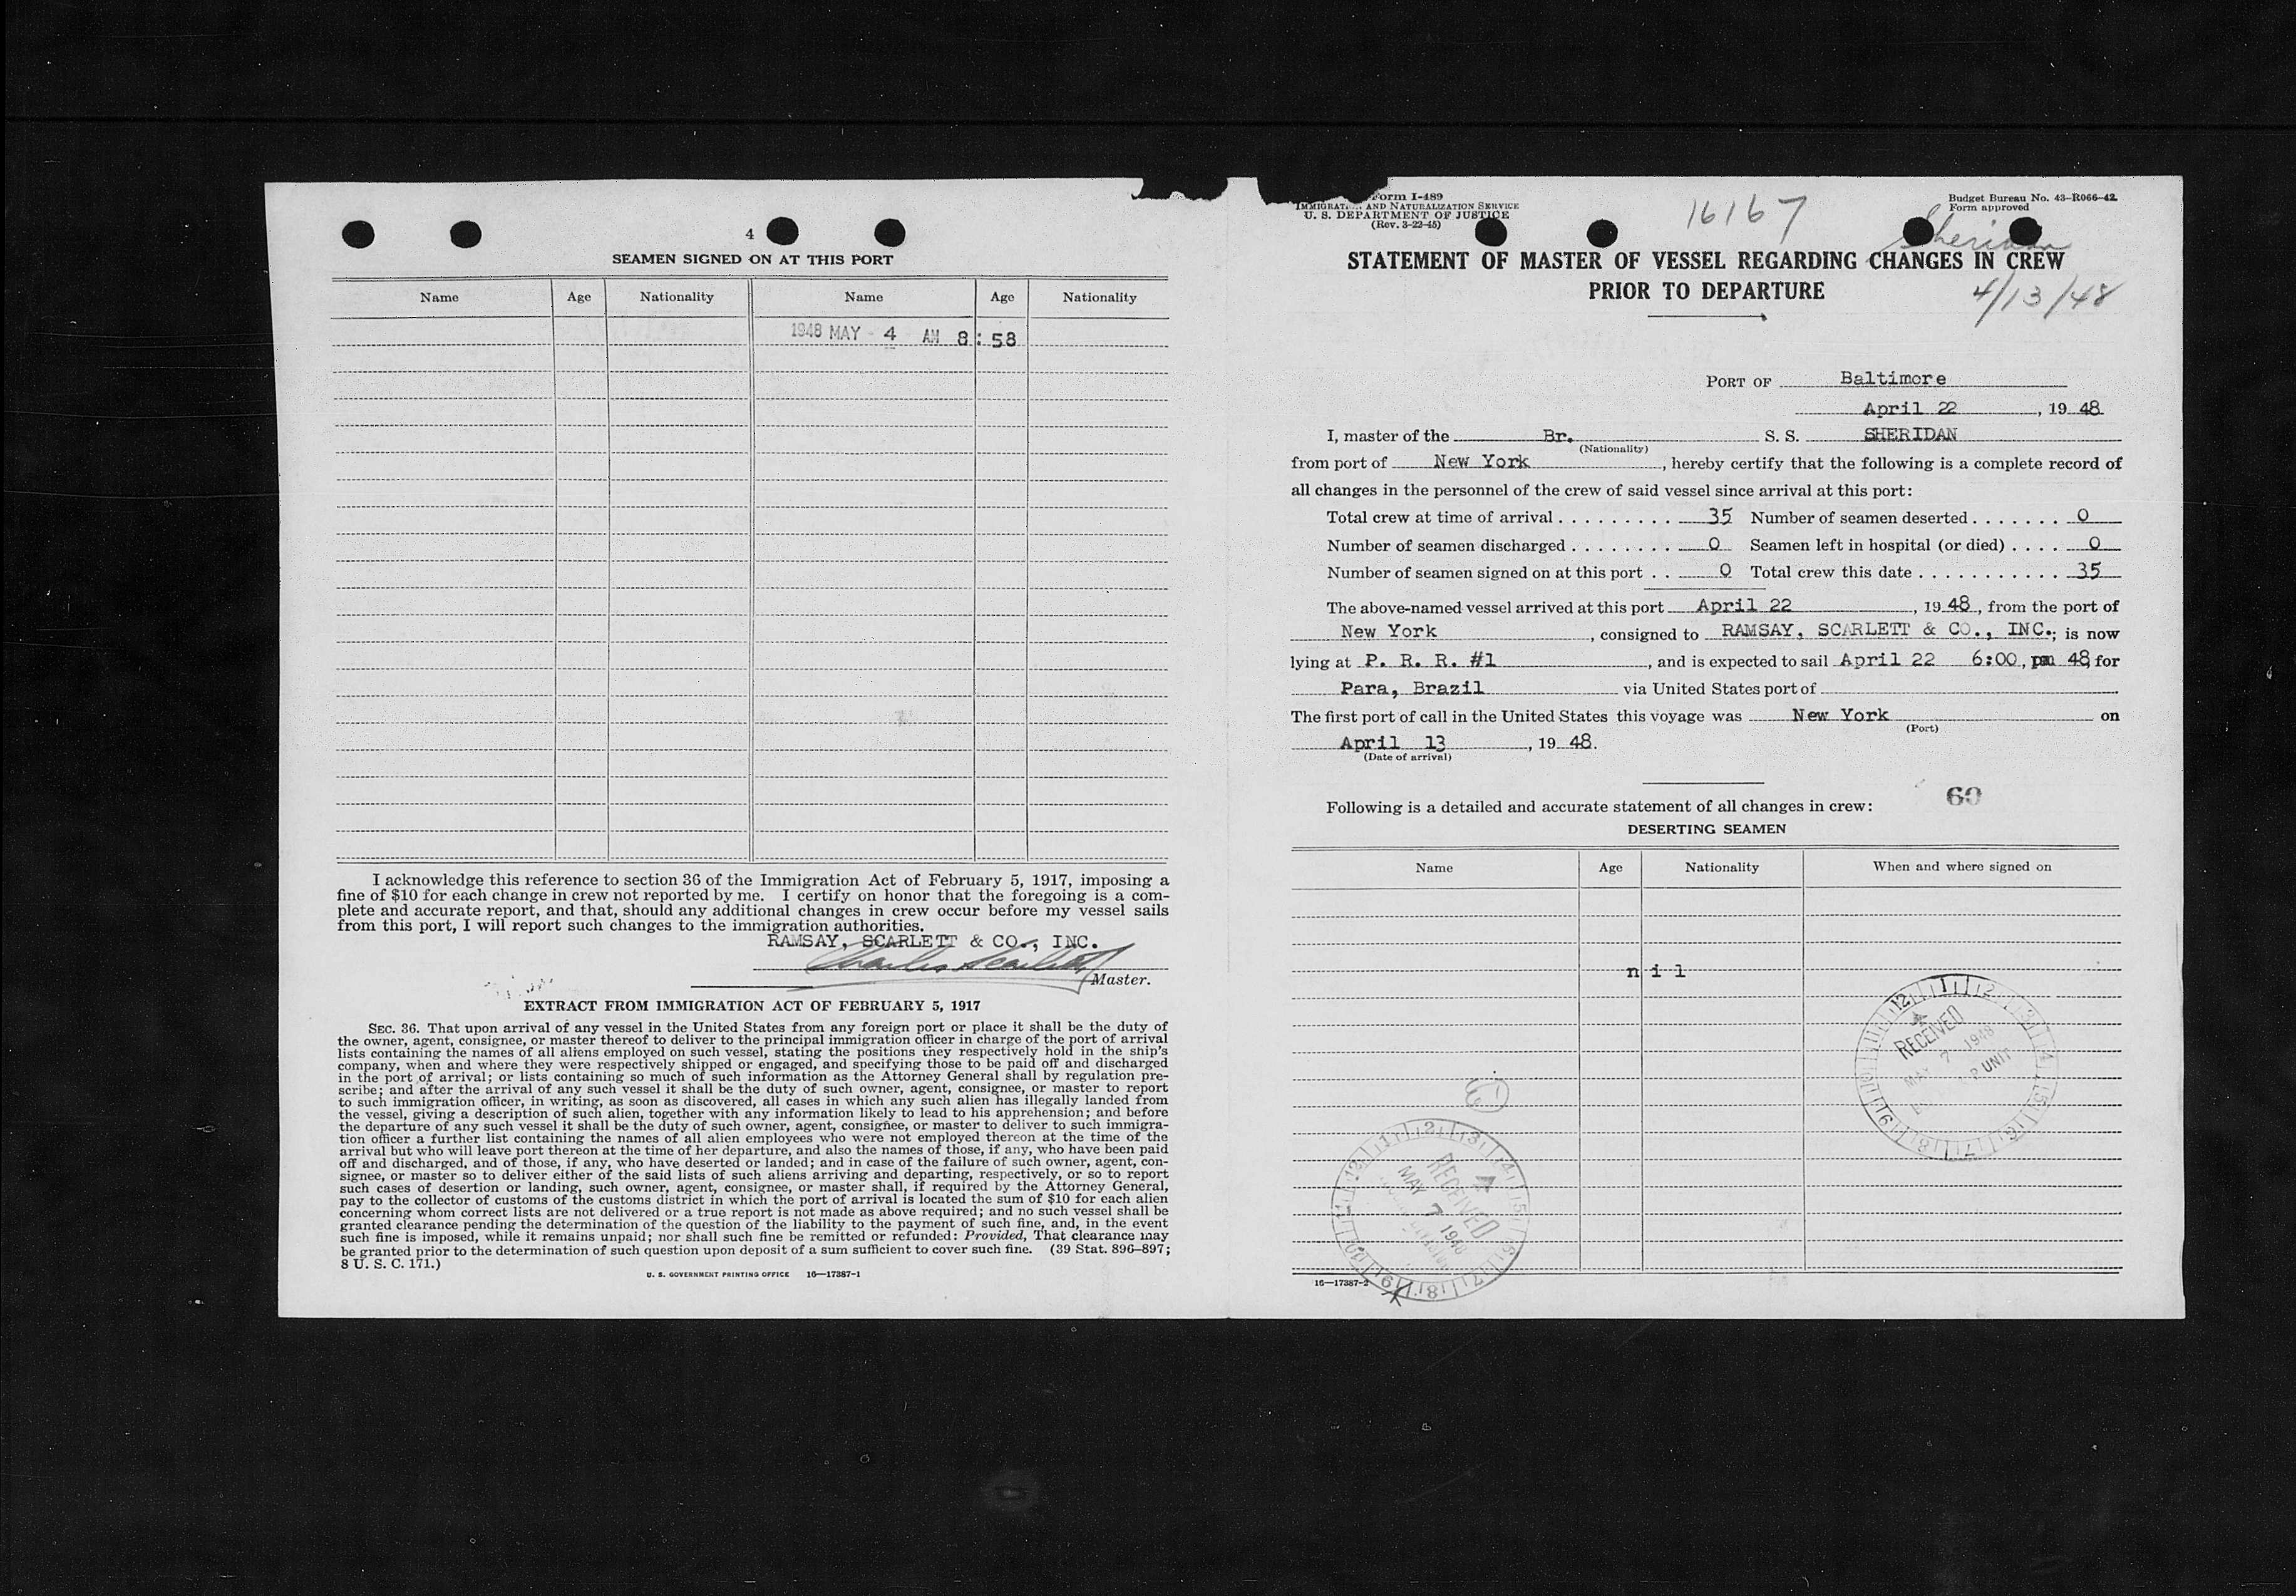 4
SEAMEN SIGNED ON AT THIS PORT
Name Age Nationality Name Age Nationality
1948 MAY - 4 AM 8:58
I acknowledge this reference to section 36 of the Immigration Act of February 5, 1917, imposing a
fine of $10 for each change in crew not reported by me. I certify on honor that the foregoing is a com-
plete and accurate report, and that, should any additional changes in crew occur before my vessel sails
from this port, I will report such changes to the immigration authorities.
RAMSAY, SCARLETT & CO., INC.
Charles Scarlett
Master.
EXTRACT FROM IMMIGRATION ACT OF FEBRUARY 5, 1917
SEC. 36. That upon arrival of any vessel in the United States from any foreign port or place it shall be the duty of
the owner, agent, consignee, or master thereof to deliver to the principal immigration officer in charge of the port of arrival
lists containing the names of all aliens employed on such vessel, stating the positions they respectively hold in the ship's
company, when and where they were respectively shipped or engaged, and specifying those to be paid off and discharged
in the port of arrival; or lists containing so much of such information as the Attorney General shall by regulation pre-
scribe; and after the arrival of any such vessel it shall be the duty of such owner, agent, consignee, or master to report
to such immigration officer, in writing, as soon as discovered, all cases in which any such alien has illegally landed from
the vessel, giving a description of such alien, together with any information likely to lead to his apprehension; and before
the departure of any such vessel it shall be the duty of such owner, agent, consignee, or master to deliver to such immigra-
tion officer a further list containing the names of all alien employees who were not employed thereon at the time of the
arrival but who will leave port thereon at the time of her departure, and also the names of those, if any, who have been paid
off and discharged, and of those, if any, who have deserted or landed; and in case of the failure of such owner, agent, con-
signee, or master so to deliver either of the said lists of such aliens arriving and departing, respectively, or so to report
such cases of desertion or landing, such owner, agent, consignee, or master shall, if required by the Attorney General,
pay to the collector of customs of the customs district in which the port of arrival is located the sum of $10 for each alien
concerning whom correct lists are not delivered or a true report is not made as above required; and no such vessel shall be
granted clearance pending the determination of the question of the liability to the payment of such fine, and, in the event
such fine is imposed, while it remains unpaid; nor shall such fine be remitted or refunded: Provided, That clearance may
be granted prior to the determination of such question upon deposit of a sum sufficient to cover such fine. (39 Stat. 896-897;
8 U. S. C. 171.)
U. S. GOVERNMENT PRINTING OFFICE 16—17387-1
Form I-489
IMMIGRATION AND NATURALIZATION SERVICE
U. S. DEPARTMENT OF JUSTICE
(Rev. 3-22-45)
16167
Budget Bureau No. 43-R066-42
Form approved
Sheridan
STATEMENT OF MASTER OF VESSEL REGARDING CHANGES IN CREW
PRIOR TO DEPARTURE
4/13/48
PORT OF Baltimore
April 22, 19 48
I, master of the Br. S. S. SHERIDAN
(Nationality)
from port of New York, hereby certify that the following is a complete record of
all changes in the personnel of the crew of said vessel since arrival at this port:
Total crew at time of arrival 35 Number of seamen deserted 0
Number of seamen discharged 0 Seamen left in hospital (or died) 0
Number of seamen signed on at this port 0 Total crew this date 35
The above-named vessel arrived at this port April 22, 19 48, from the port of
New York, consigned to RAMSAY, SCARLETT & CO., INC.; is now
lying at P. R. R. #1, and is expected to sail April 22 6:00, pm 48, for
Para, Brazil via United States port of
The first port of call in the United States this voyage was New York on
(Port)
April 13, 19 48.
(Date of arrival)
60
Following is a detailed and accurate statement of all changes in crew:
DESERTING SEAMEN
Name Age Nationality When and where signed on
nil
RECEIVED
MAY 7 1948
UNIT
RECEIVED
MAY 7 1948
16—17387-2